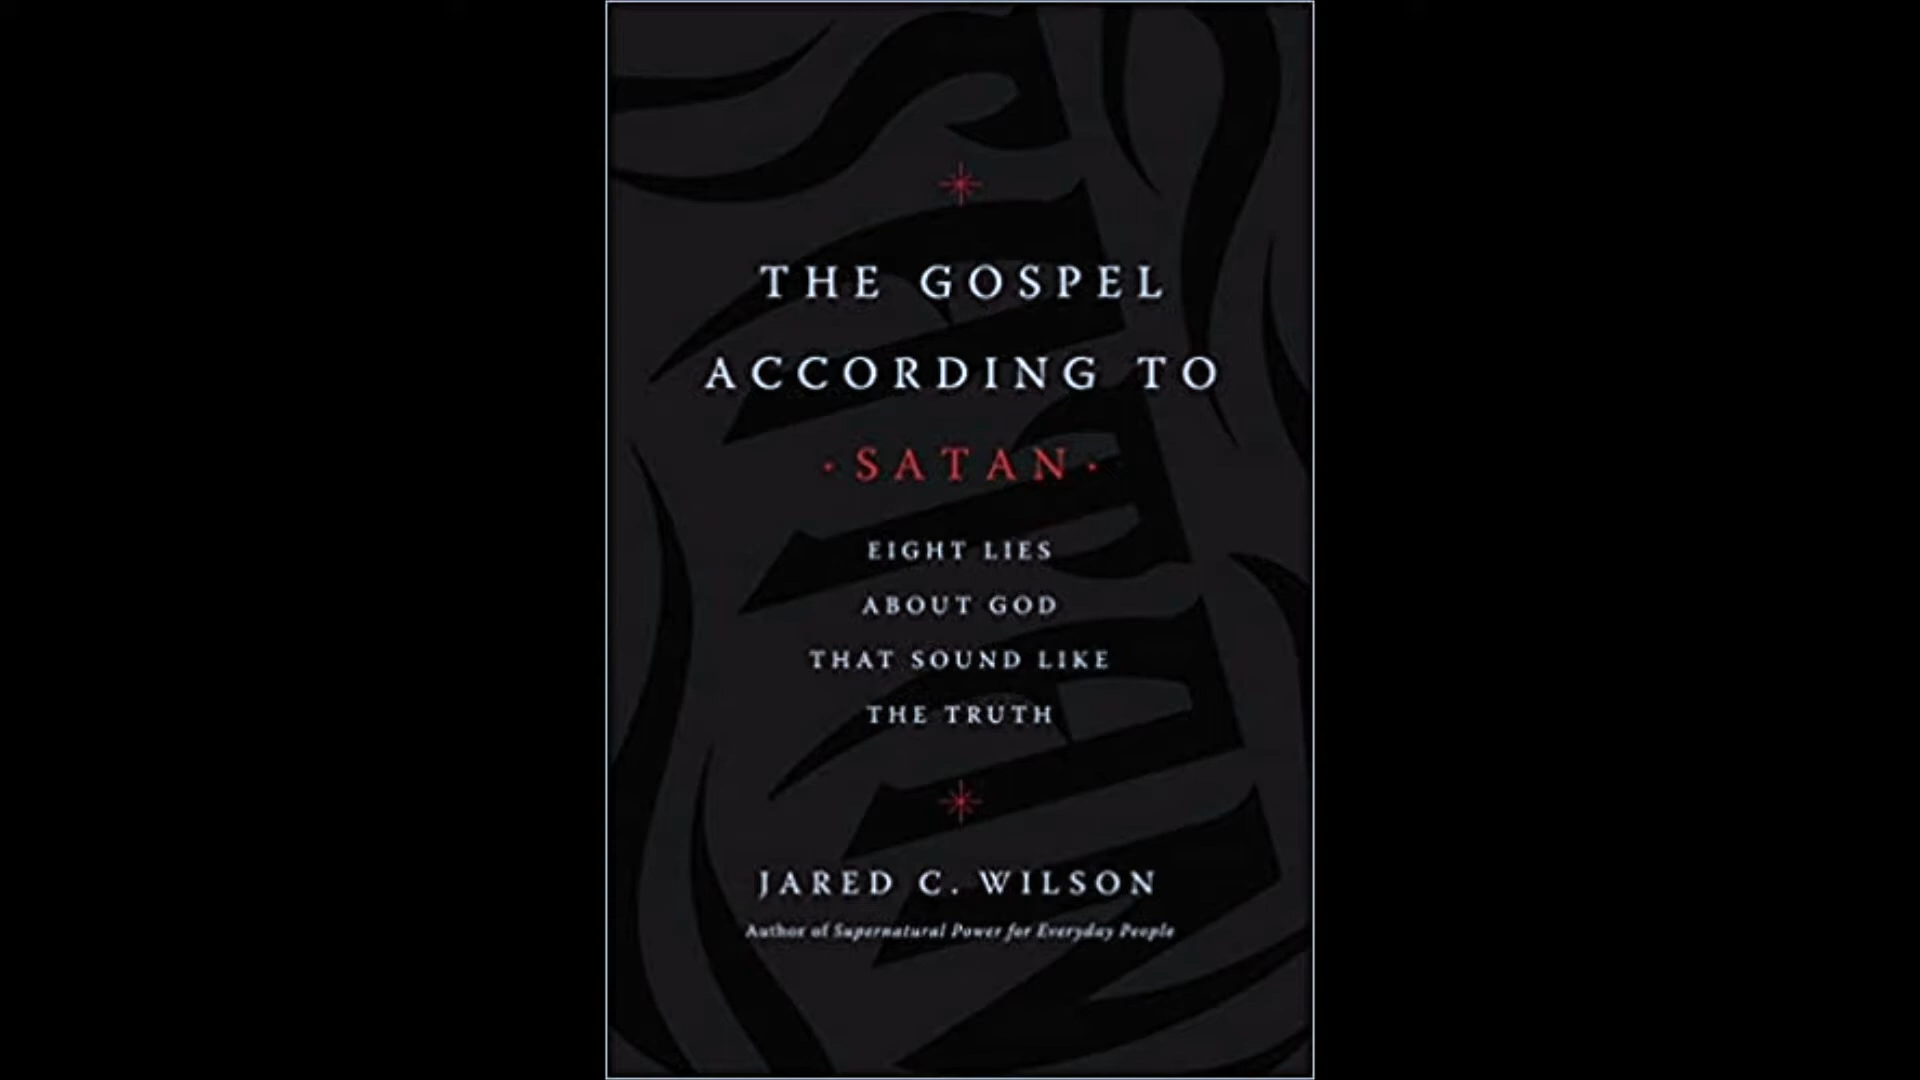 THE GOSPEL
ACCORDING TO
· SATAN ·
EIGHT LIES
ABOUT GOD
THAT SOUND LIKE
THE TRUTH
JARED C. WILSON
Author of Supernatural Power for Everyday People